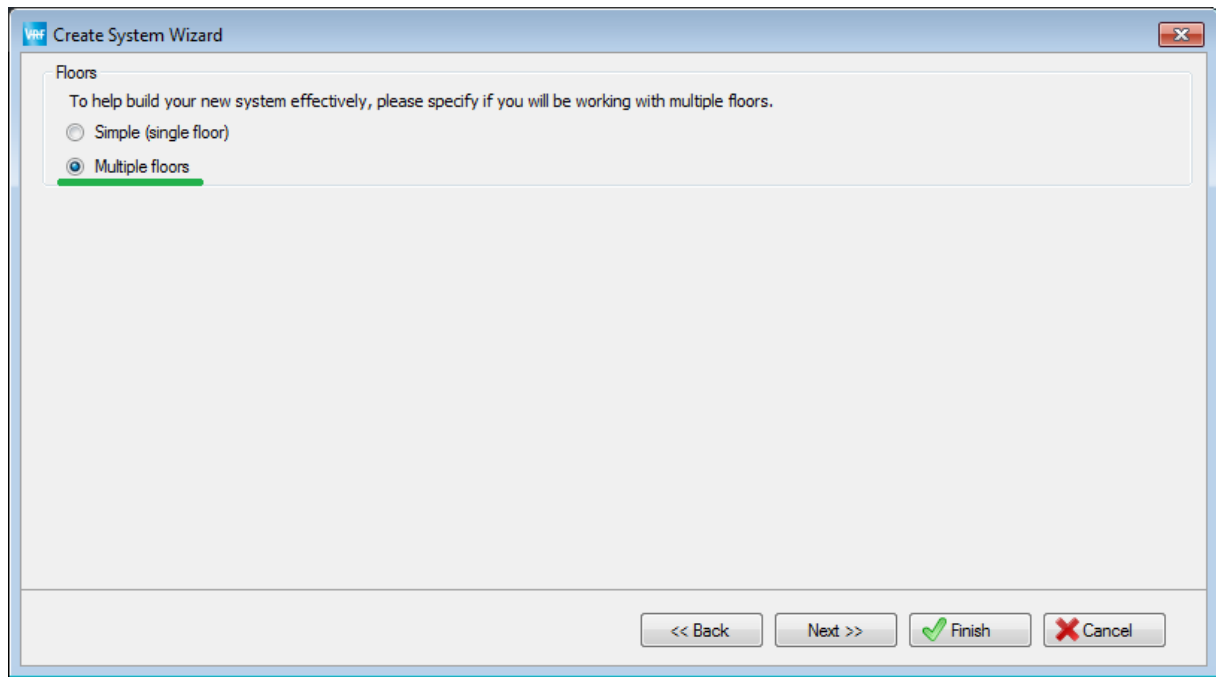 VRF Create System Wizard
Floors
To help build your new system effectively, please specify if you will be working with multiple floors.
Simple (single floor)
Multiple floors
<< Back Next >> Finish Cancel